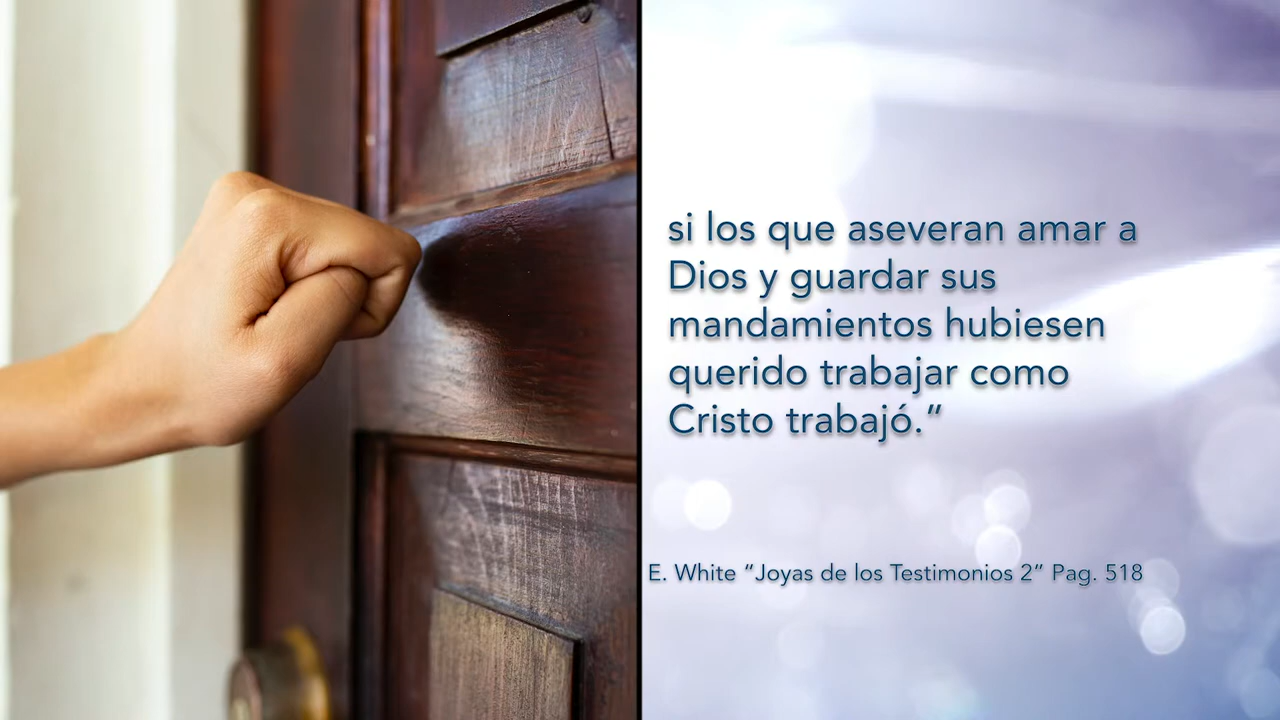 si los que aseveran amar a
Dios y guardar sus
mandamientos hubiesen
querido trabajar como
Cristo trabajó.”
E. White “Joyas de los Testimonios 2” Pag. 518